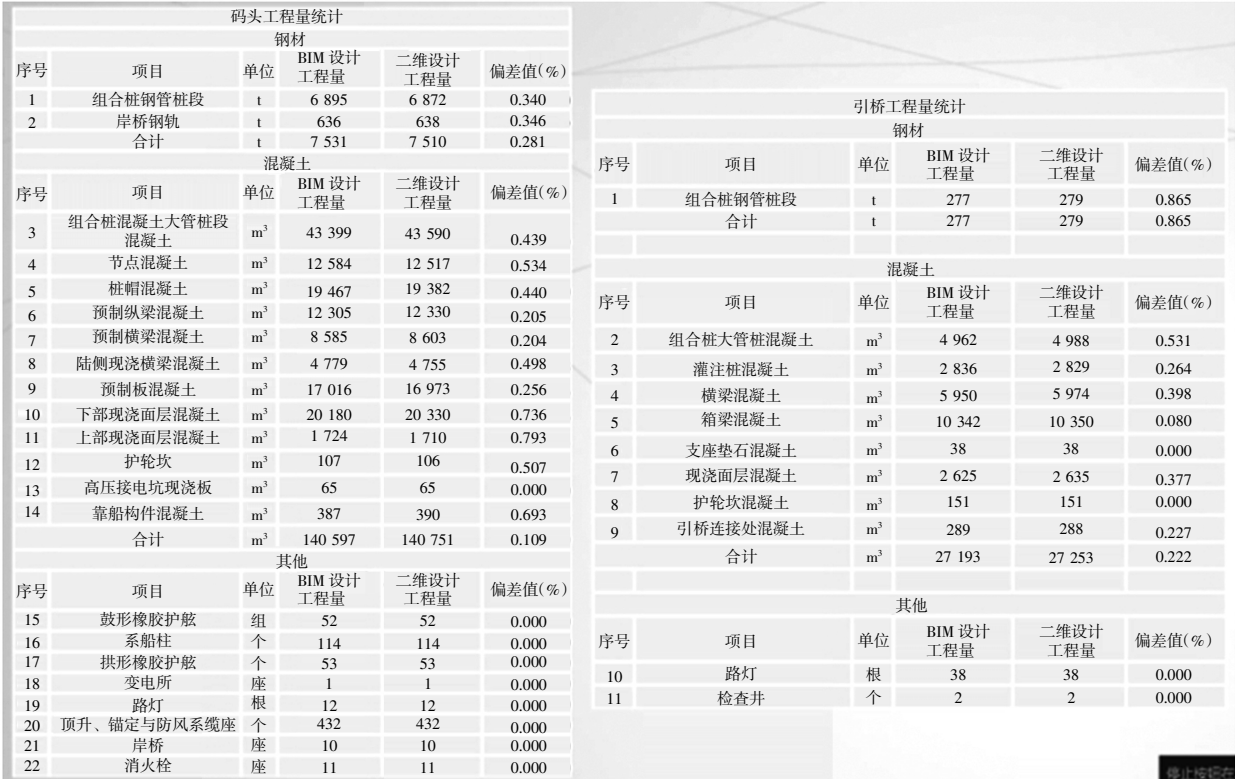 码头工程量统计
钢材
序号 项目 单位 BIM 设计工程量 二维设计工程量 偏差值(%)
1 组合桩钢管桩段 t 6 895 6 872 0.340
2 岸桥钢轨 t 636 638 0.346
合计 t 7 531 7 510 0.281
混凝土
序号 项目 单位 BIM 设计工程量 二维设计工程量 偏差值(%)
3 组合桩混凝土大管桩段混凝土 m³ 43 399 43 590 0.439
4 节点混凝土 m³ 12 584 12 517 0.534
5 桩帽混凝土 m³ 19 467 19 382 0.440
6 预制纵梁混凝土 m³ 12 305 12 330 0.205
7 预制横梁混凝土 m³ 8 585 8 603 0.204
8 陆侧现浇横梁混凝土 m³ 4 779 4 755 0.498
9 预制板混凝土 m³ 17 016 16 973 0.256
10 下部现浇面层混凝土 m³ 20 180 20 330 0.736
11 上部现浇面层混凝土 m³ 1 724 1 710 0.793
12 护轮坎 m³ 107 106 0.507
13 高压接电坑现浇板 m³ 65 65 0.000
14 靠船构件混凝土 m³ 387 390 0.693
合计 m³ 140 597 140 751 0.109
其他
序号 项目 单位 BIM 设计工程量 二维设计工程量 偏差值(%)
15 鼓形橡胶护舷 组 52 52 0.000
16 系船柱 个 114 114 0.000
17 拱形橡胶护舷 个 53 53 0.000
18 变电所 座 1 1 0.000
19 路灯 根 12 12 0.000
20 顶升、锚定与防风系缆座 个 432 432 0.000
21 岸桥 座 10 10 0.000
22 消火栓 座 11 11 0.000
引桥工程量统计
钢材
序号 项目 单位 BIM 设计工程量 二维设计工程量 偏差值(%)
1 组合桩钢管桩段 t 277 279 0.865
合计 t 277 279 0.865
混凝土
序号 项目 单位 BIM 设计工程量 二维设计工程量 偏差值(%)
2 组合桩大管桩混凝土 m³ 4 962 4 988 0.531
3 灌注桩混凝土 m³ 2 836 2 829 0.264
4 横梁混凝土 m³ 5 950 5 974 0.398
5 箱梁混凝土 m³ 10 342 10 350 0.080
6 支座垫石混凝土 m³ 38 38 0.000
7 现浇面层混凝土 m³ 2 625 2 635 0.377
8 护轮坎混凝土 m³ 151 151 0.000
9 引桥连接处混凝土 m³ 289 288 0.227
合计 m³ 27 193 27 253 0.222
其他
序号 项目 单位 BIM 设计工程量 二维设计工程量 偏差值(%)
10 路灯 根 38 38 0.000
11 检查井 个 2 2 0.000